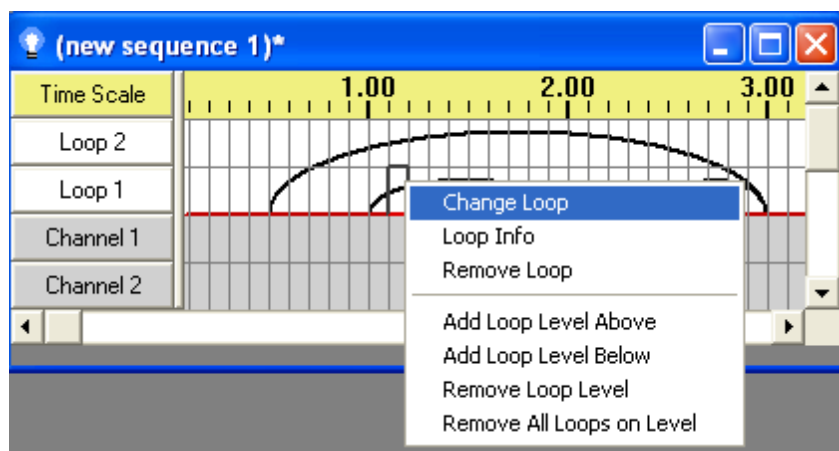 (new sequence 1)*
Time Scale 1.00 2.00 3.00
Loop 2
Loop 1
Channel 1
Channel 2
Change Loop
Loop Info
Remove Loop
Add Loop Level Above
Add Loop Level Below
Remove Loop Level
Remove All Loops on Level